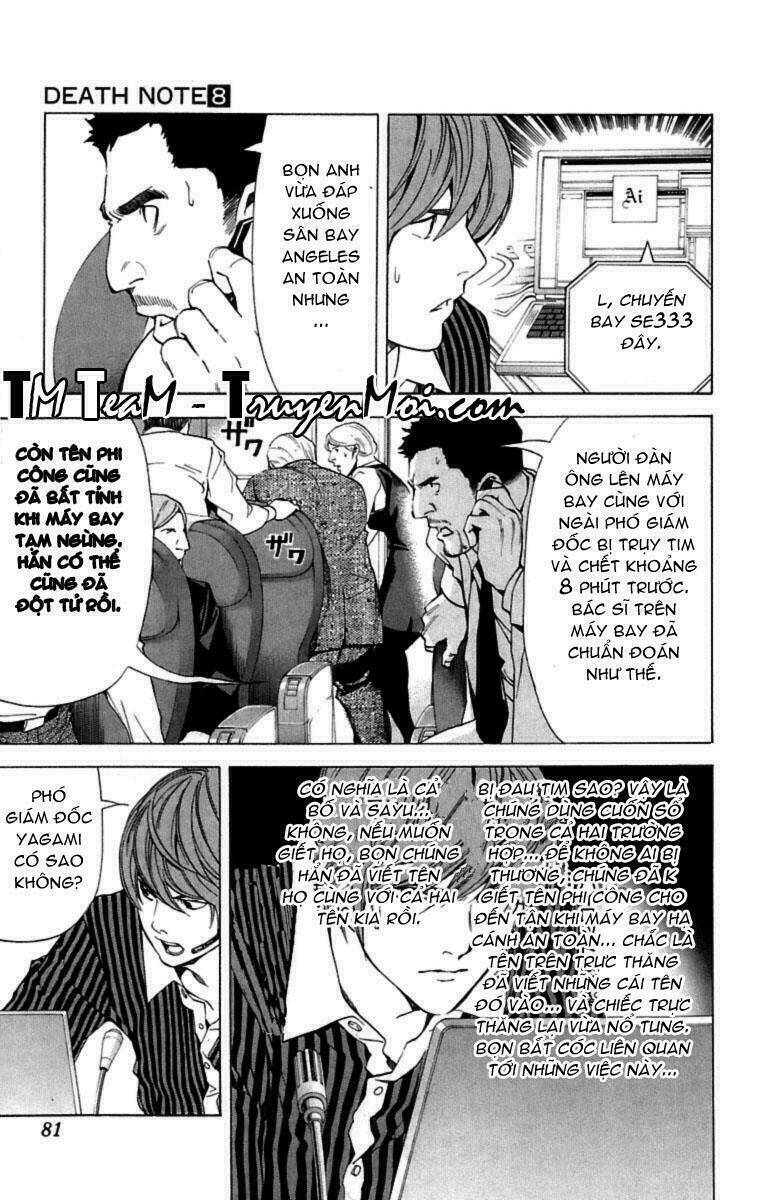 DEATH NOTE 8
Ai
L, CHUYẾN
BAY SE333
ĐÂY.
BỌN ANH
VỪA ĐÁP
XUỐNG
SÂN BAY
ANGELES
AN TOÀN
NHƯNG
...
TM TeaM - TruyenMoi.com
NGƯỜI ĐÀN
ÔNG LÊN MÁY
BAY CÙNG VỚI
NGÀI PHÓ GIÁM
ĐỐC BỊ TRỤY TIM
VÀ CHẾT KHOẢNG
8 PHÚT TRƯỚC.
BÁC SĨ TRÊN
MÁY BAY ĐÃ
CHUẨN ĐOÁN
NHƯ THẾ.
ザワ
ザワ
CÒN TÊN PHI
CÔNG CŨNG
ĐÃ BẤT TỈNH
KHI MÁY BAY
TẠM NGỪNG.
HẮN CÓ THỂ
CŨNG ĐÃ
ĐỘT TỬ RỒI.
BỊ ĐAU TIM SAO? VẬY LÀ
CHÚNG DÙNG CUỐN SỔ
TRONG CẢ HAI TRƯỜNG
HỢP... ĐỂ KHÔNG AI BỊ
THƯƠNG, CHÚNG ĐÃ K
GIẾT TÊN PHI CÔNG CHO
ĐẾN TẬN KHI MÁY BAY HẠ
CÁNH AN TOÀN... CHẮC LÀ
TÊN TRÊN TRỰC THĂNG
ĐÃ VIẾT NHỮNG CÁI TÊN
ĐÓ VÀO... VÀ CHIẾC TRỰC
THĂNG LẠI VỪA NỔ TUNG.
BỌN BẮT CÓC LIÊN QUAN
TỚI NHỮNG VIỆC NÀY...
CÓ NGHĨA LÀ CẢ
BỐ VÀ SAYU...
KHÔNG, NẾU MUỐN
GIẾT HỌ, BỌN CHÚNG
HẲN ĐÃ VIẾT TÊN
HỌ CÙNG VỚI CẢ HAI
TÊN KIA RỒI.
PHÓ
GIÁM ĐỐC
YAGAMI
CÓ SAO
KHÔNG?
81